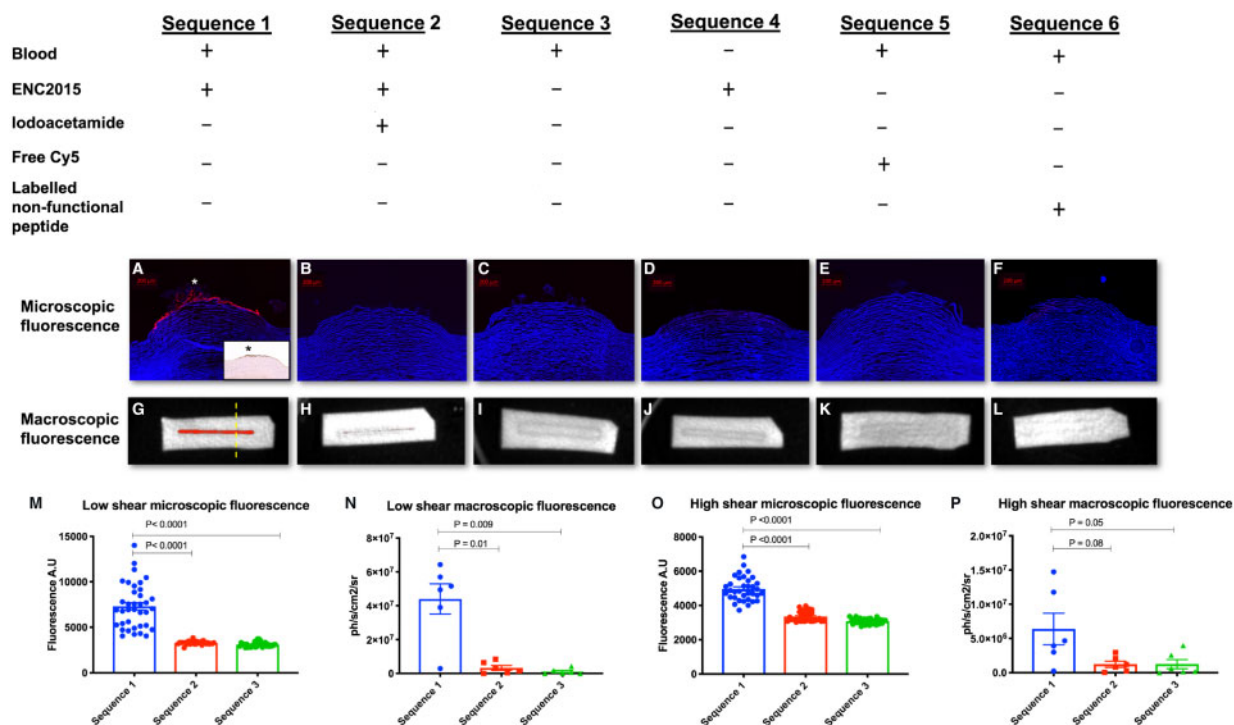 Sequence 1 Sequence 2 Sequence 3 Sequence 4 Sequence 5 Sequence 6
Blood + + + – + +
ENC2015 + + – + – –
Iodoacetamide – + – – – –
Free Cy5 – – – – + –
Labelled
non-functional
peptide – – – – – +
Microscopic
fluorescence
A * *
B
C
D
E
F
Macroscopic
fluorescence
G
H
I
J
K
L
M Low shear microscopic fluorescence
P< 0.0001
P< 0.0001
Fluorescence A.U
15000
10000
5000
0
Sequence 1
Sequence 2
Sequence 3
N Low shear macroscopic fluorescence
P = 0.009
P = 0.01
ph/s/cm2/sr
8×10⁷
6×10⁷
4×10⁷
2×10⁷
0
Sequence 1
Sequence 2
Sequence 3
O High shear microscopic fluorescence
P <0.0001
P <0.0001
Fluorescence A.U
8000
6000
4000
2000
0
Sequence 1
Sequence 2
Sequence 3
P High shear macroscopic fluorescence
P = 0.05
P = 0.08
ph/s/cm2/sr
2.0×10⁷
1.5×10⁷
1.0×10⁷
5.0×10⁶
0.0
Sequence 1
Sequence 2
Sequence 3